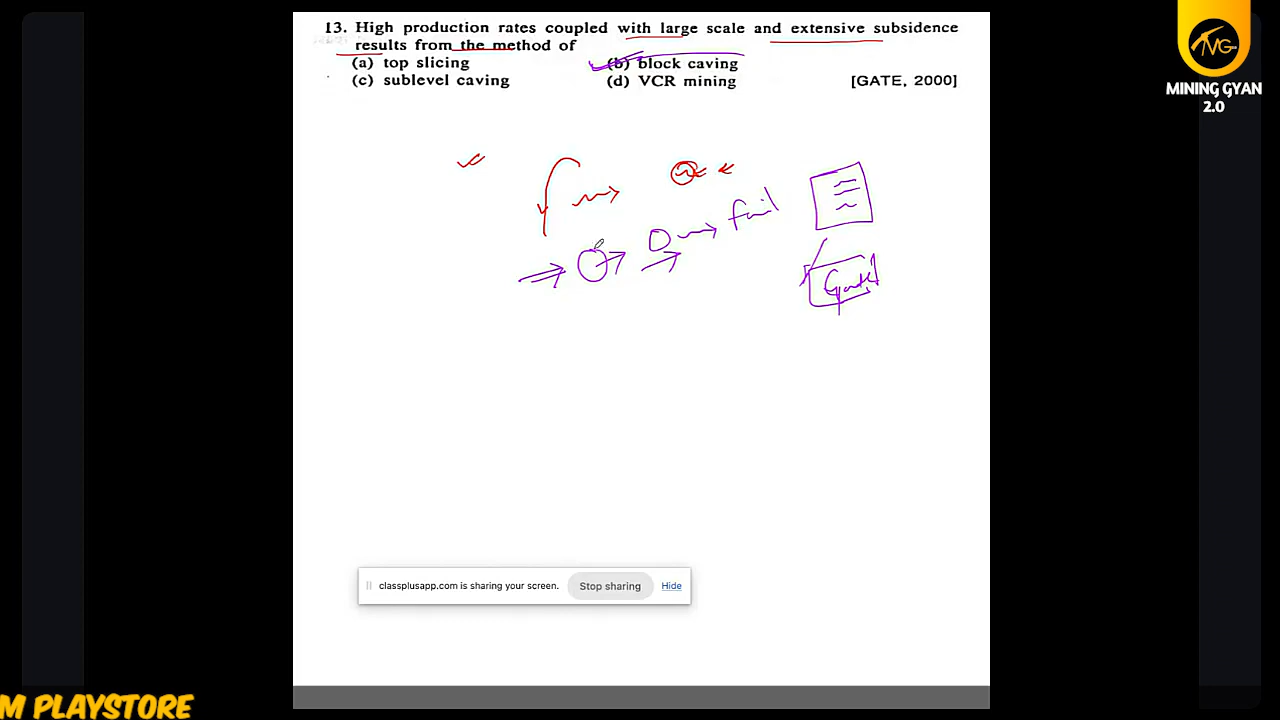 13. High production rates coupled with large scale and extensive subsidence
results from the method of
(a) top slicing
(b) block caving
(c) sublevel caving
(d) VCR mining
[GATE, 2000]
MINING GYAN
2.0
fail
Gate
classplusapp.com is sharing your screen.
Stop sharing
Hide
M PLAYSTORE